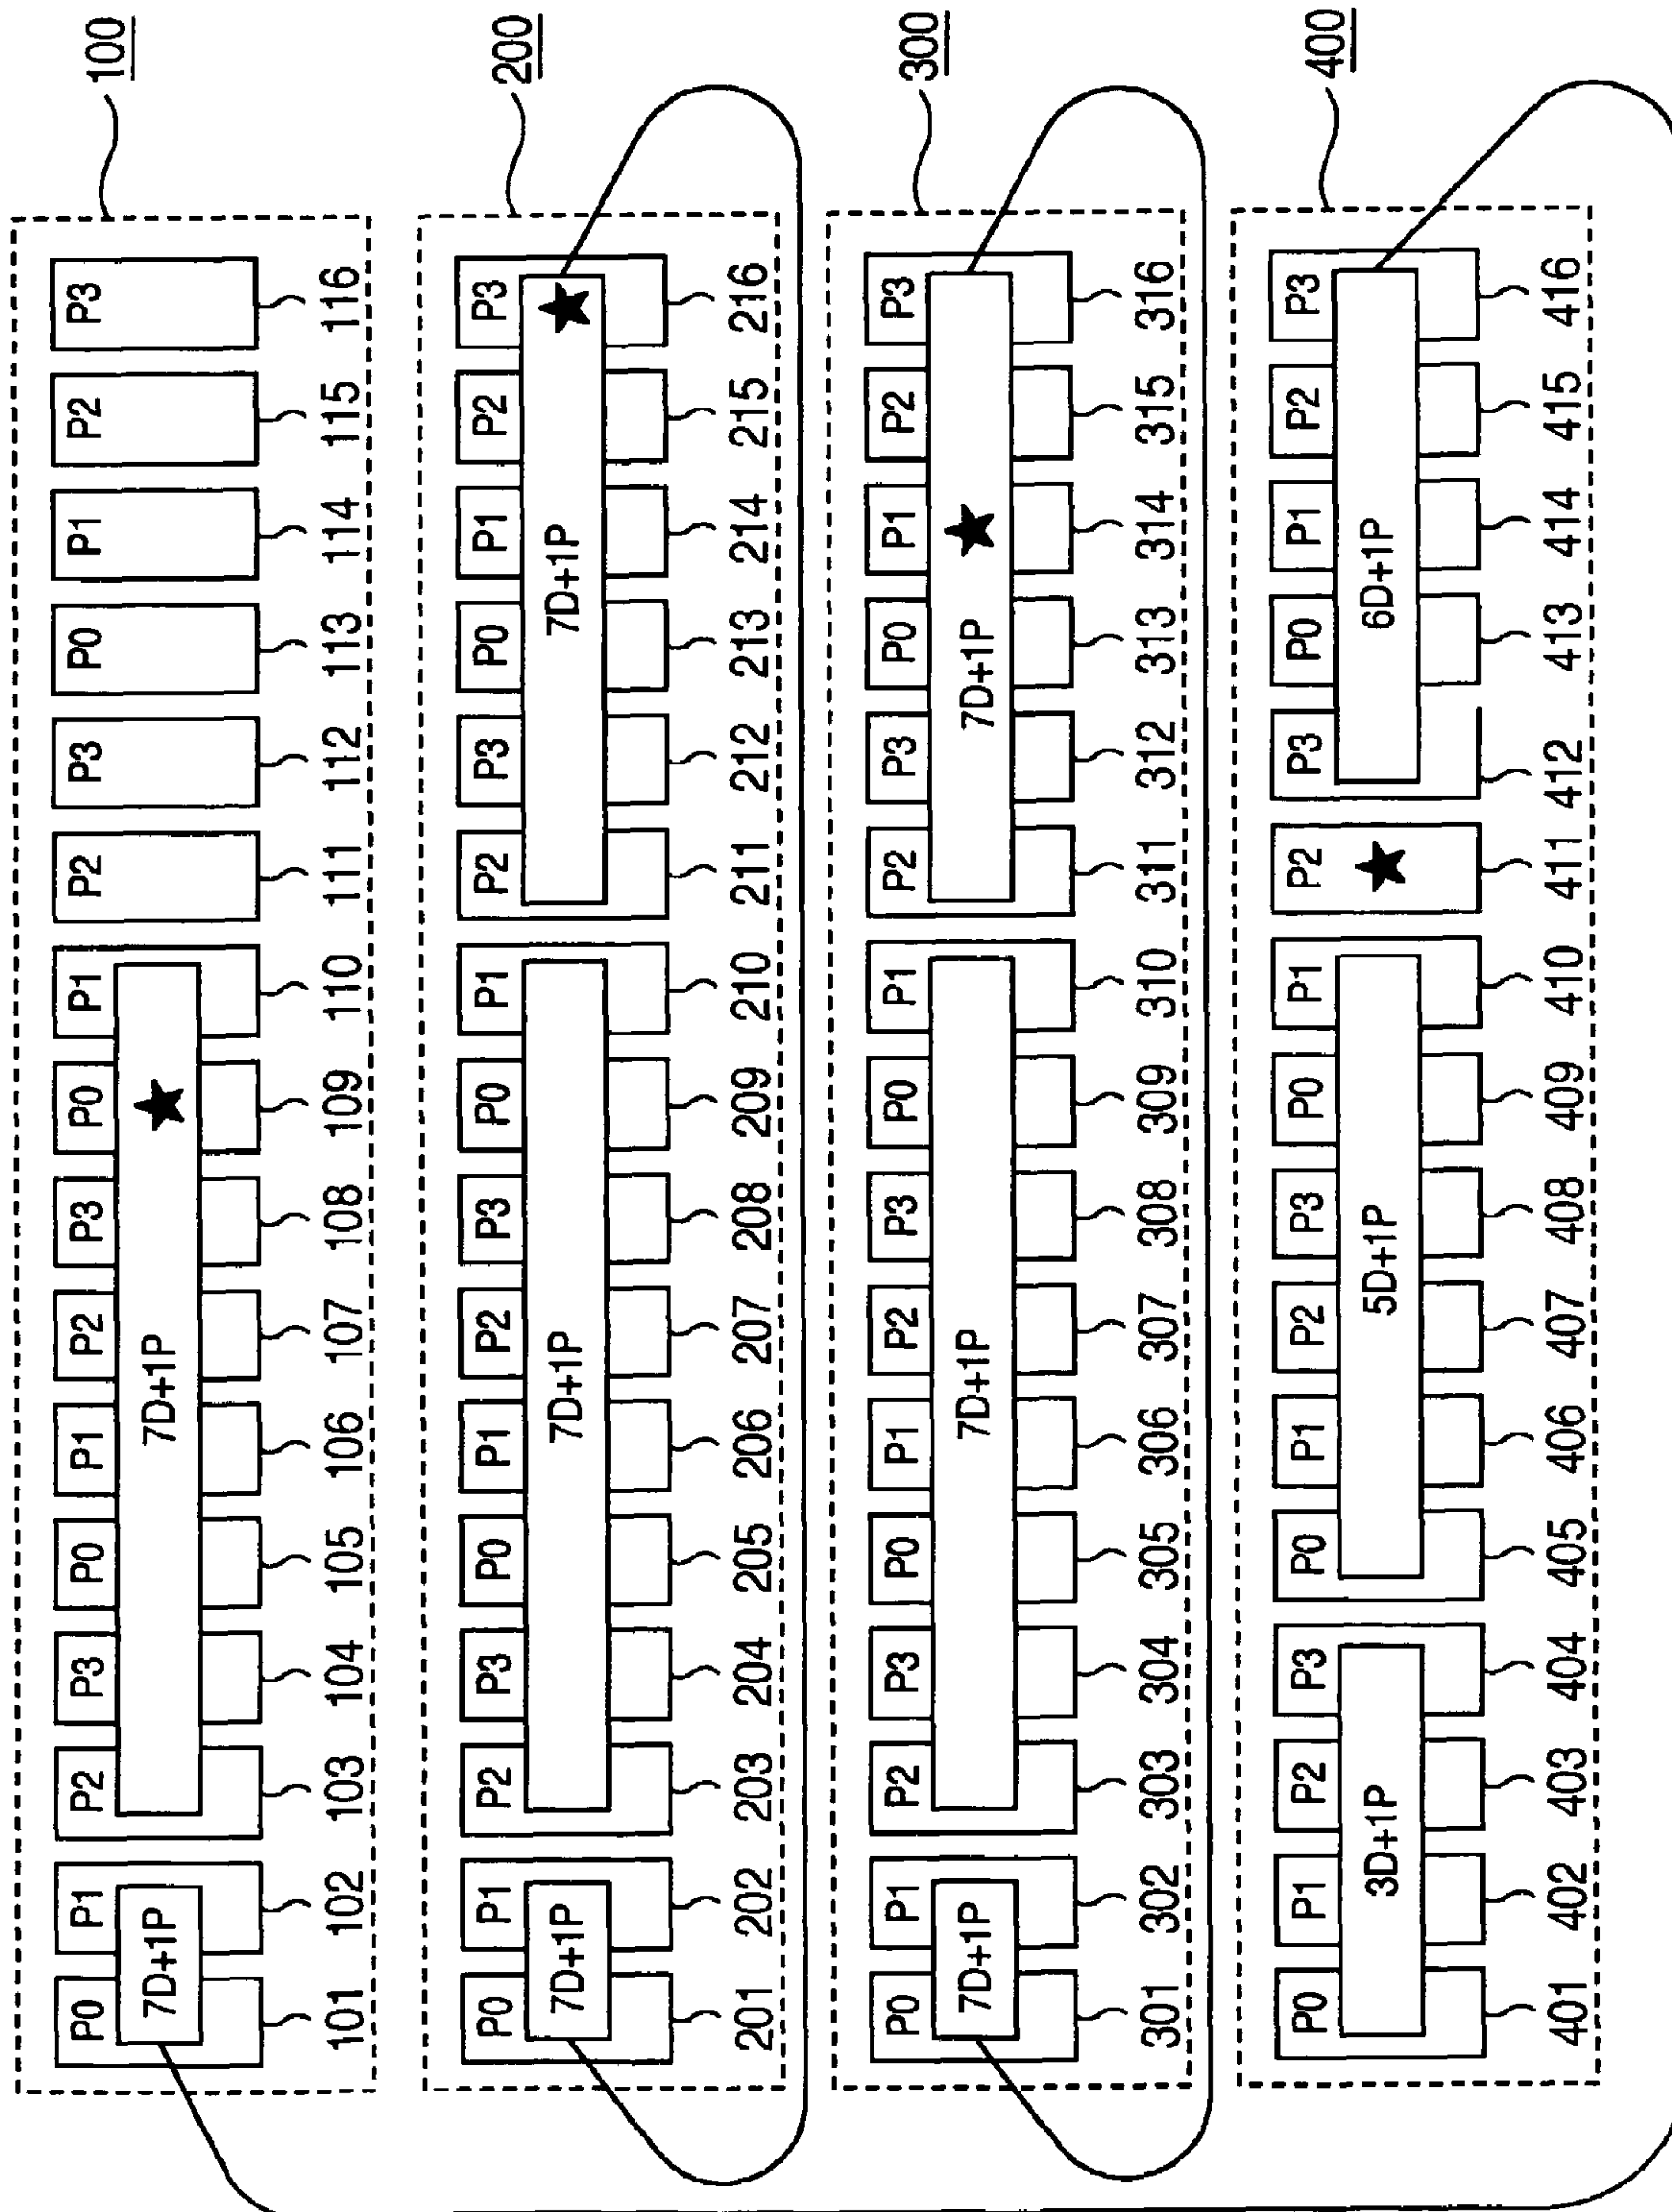 100
P0 P1 P2 P3 P0 P1 P2 P3 P0 P1 P2 P3 P0 P1 P2 P3
7D+1P 7D+1P
101 102 103 104 105 106 107 108 109 110 111 112 113 114 115 116
200
P0 P1 P2 P3 P0 P1 P2 P3 P0 P1 P2 P3 P0 P1 P2 P3
7D+1P 7D+1P 7D+1P
201 202 203 204 205 206 207 208 209 210 211 212 213 214 215 216
300
P0 P1 P2 P3 P0 P1 P2 P3 P0 P1 P2 P3 P0 P1 P2 P3
7D+1P 7D+1P 7D+1P
301 302 303 304 305 306 307 308 309 310 311 312 313 314 315 316
400
P0 P1 P2 P3 P0 P1 P2 P3 P0 P1 P2 P3 P0 P1 P2 P3
3D+1P 5D+1P 6D+1P
401 402 403 404 405 406 407 408 409 410 411 412 413 414 415 416